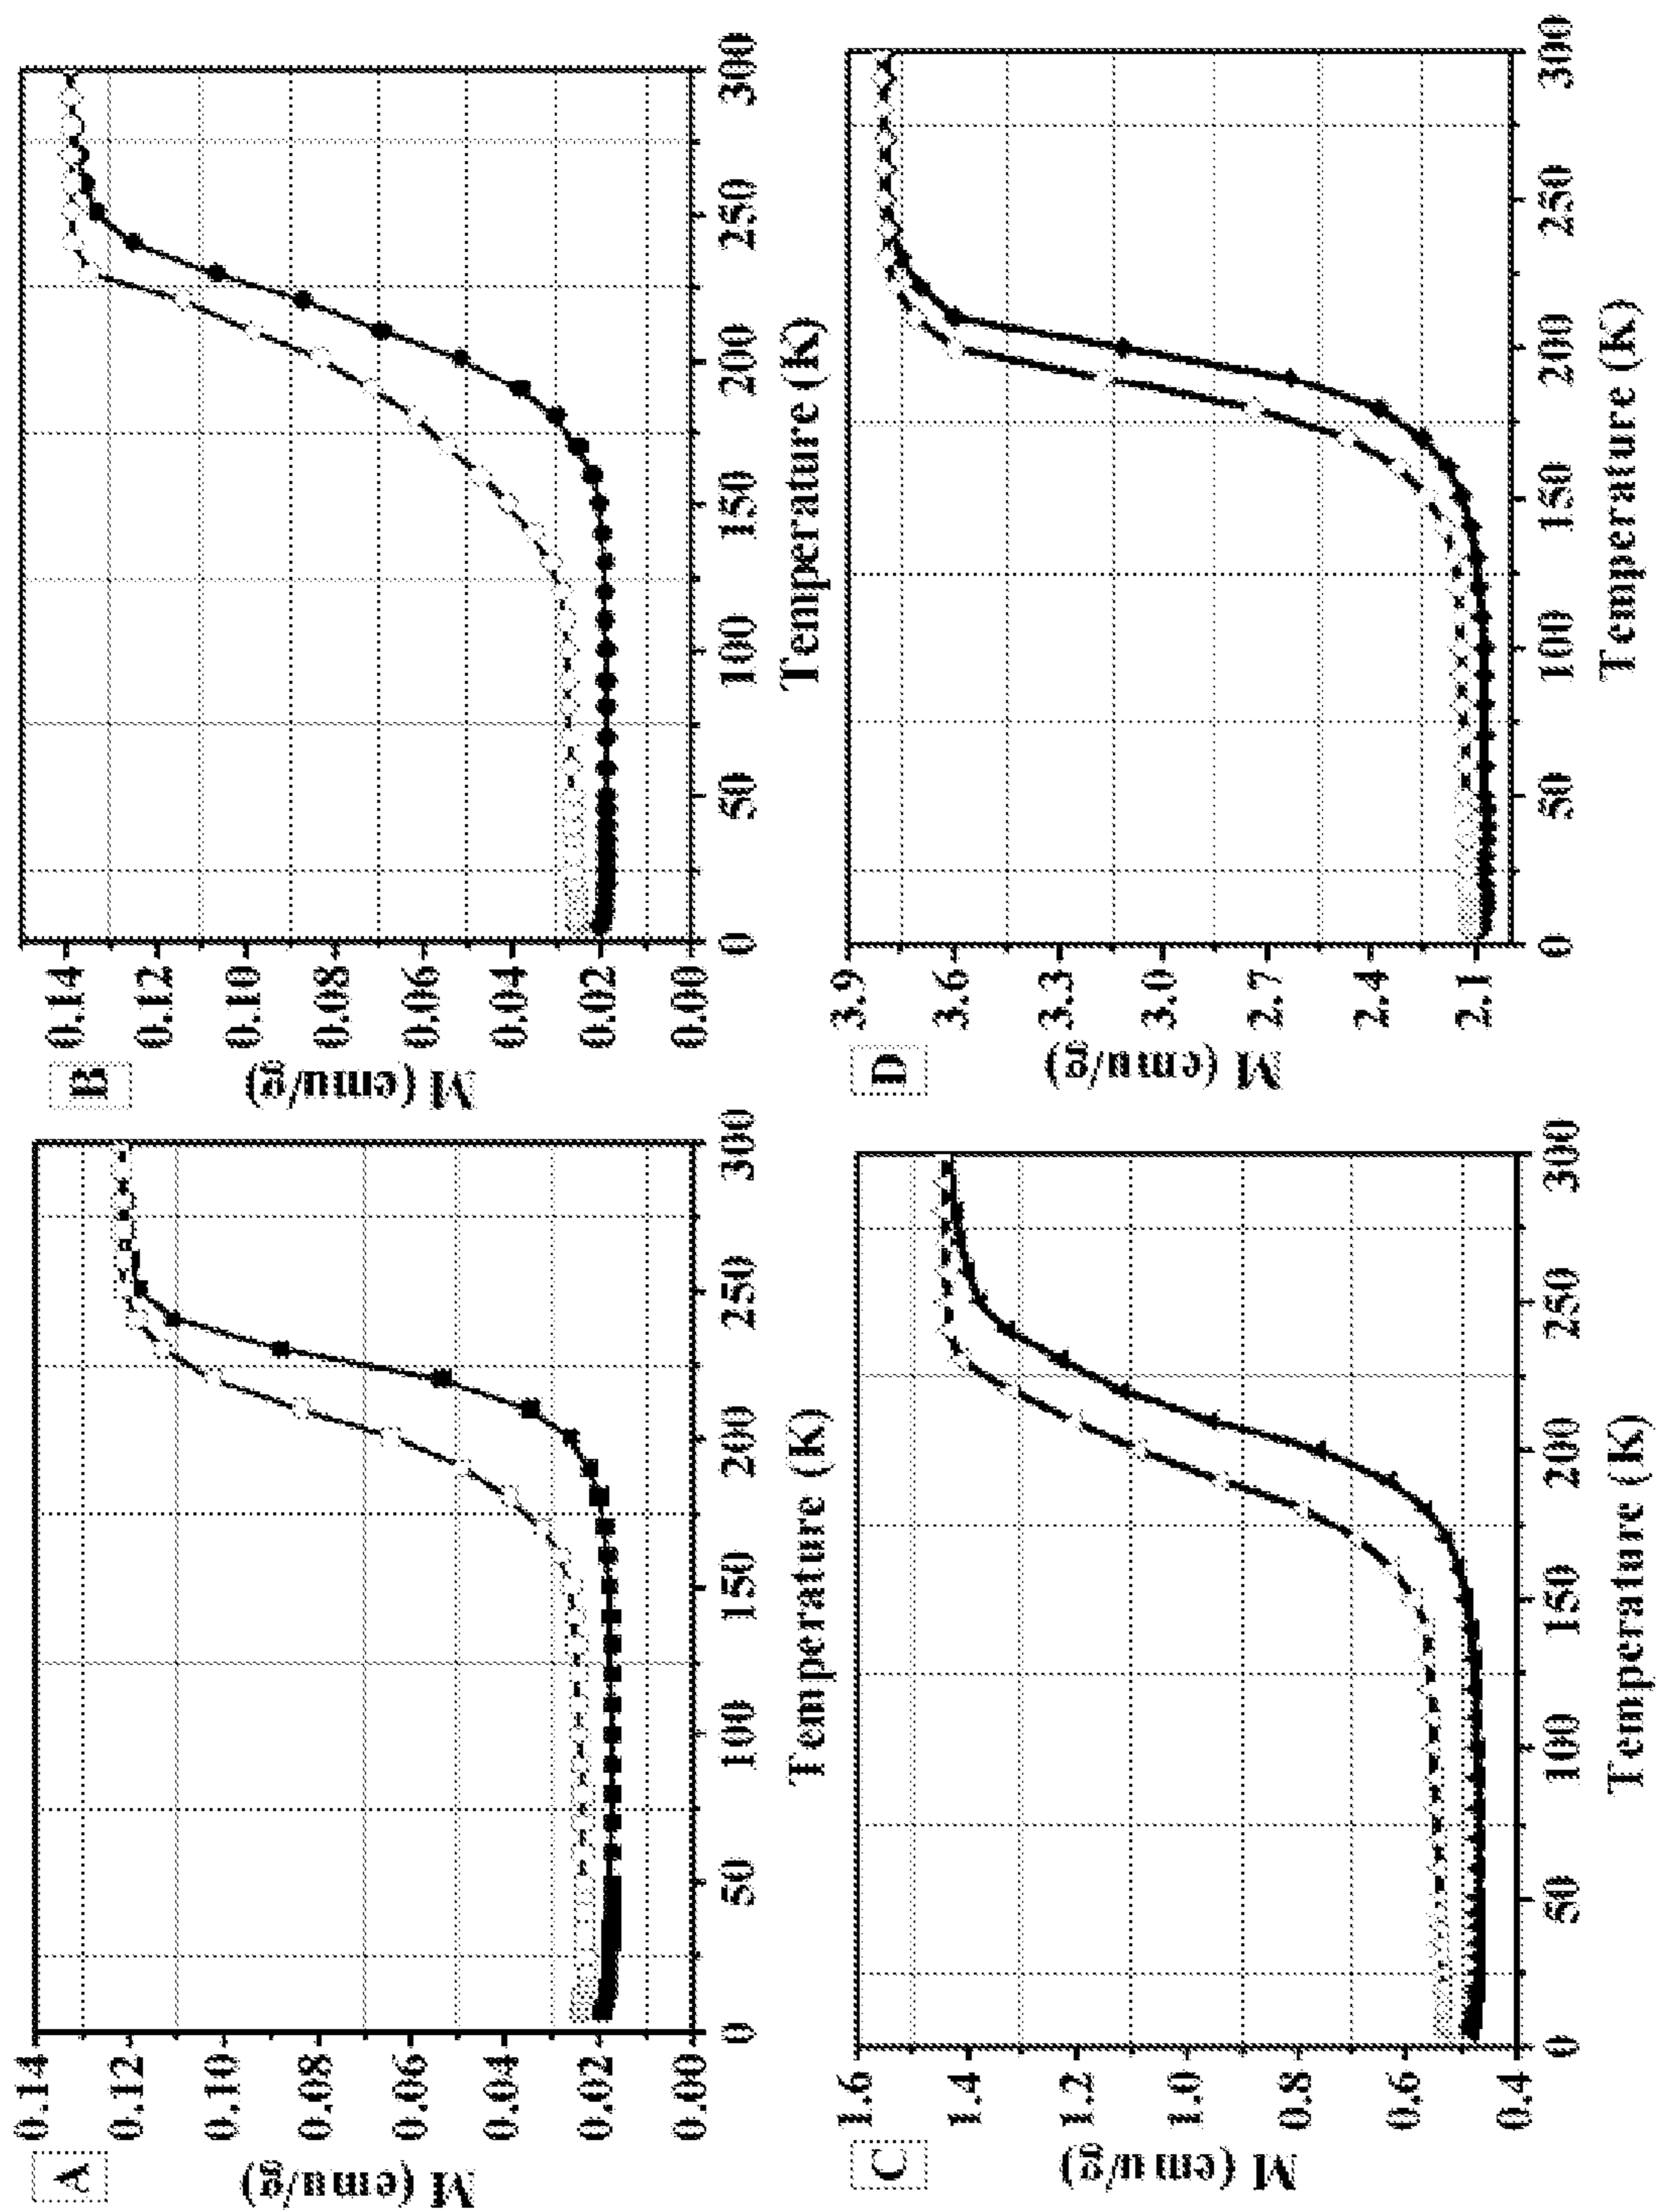 A
M (emu/g)
0.14
0.12
0.10
0.08
0.06
0.04
0.02
0.00
0 50 100 150 200 250 300
Temperature (K)
B
M (emu/g)
0.14
0.12
0.10
0.08
0.06
0.04
0.02
0.00
0 50 100 150 200 250 300
Temperature (K)
C
M (emu/g)
1.6
1.4
1.2
1.0
0.8
0.6
0.4
0 50 100 150 200 250 300
Temperature (K)
D
M (emu/g)
3.9
3.6
3.3
3.0
2.7
2.4
2.1
0 50 100 150 200 250 300
Temperature (K)